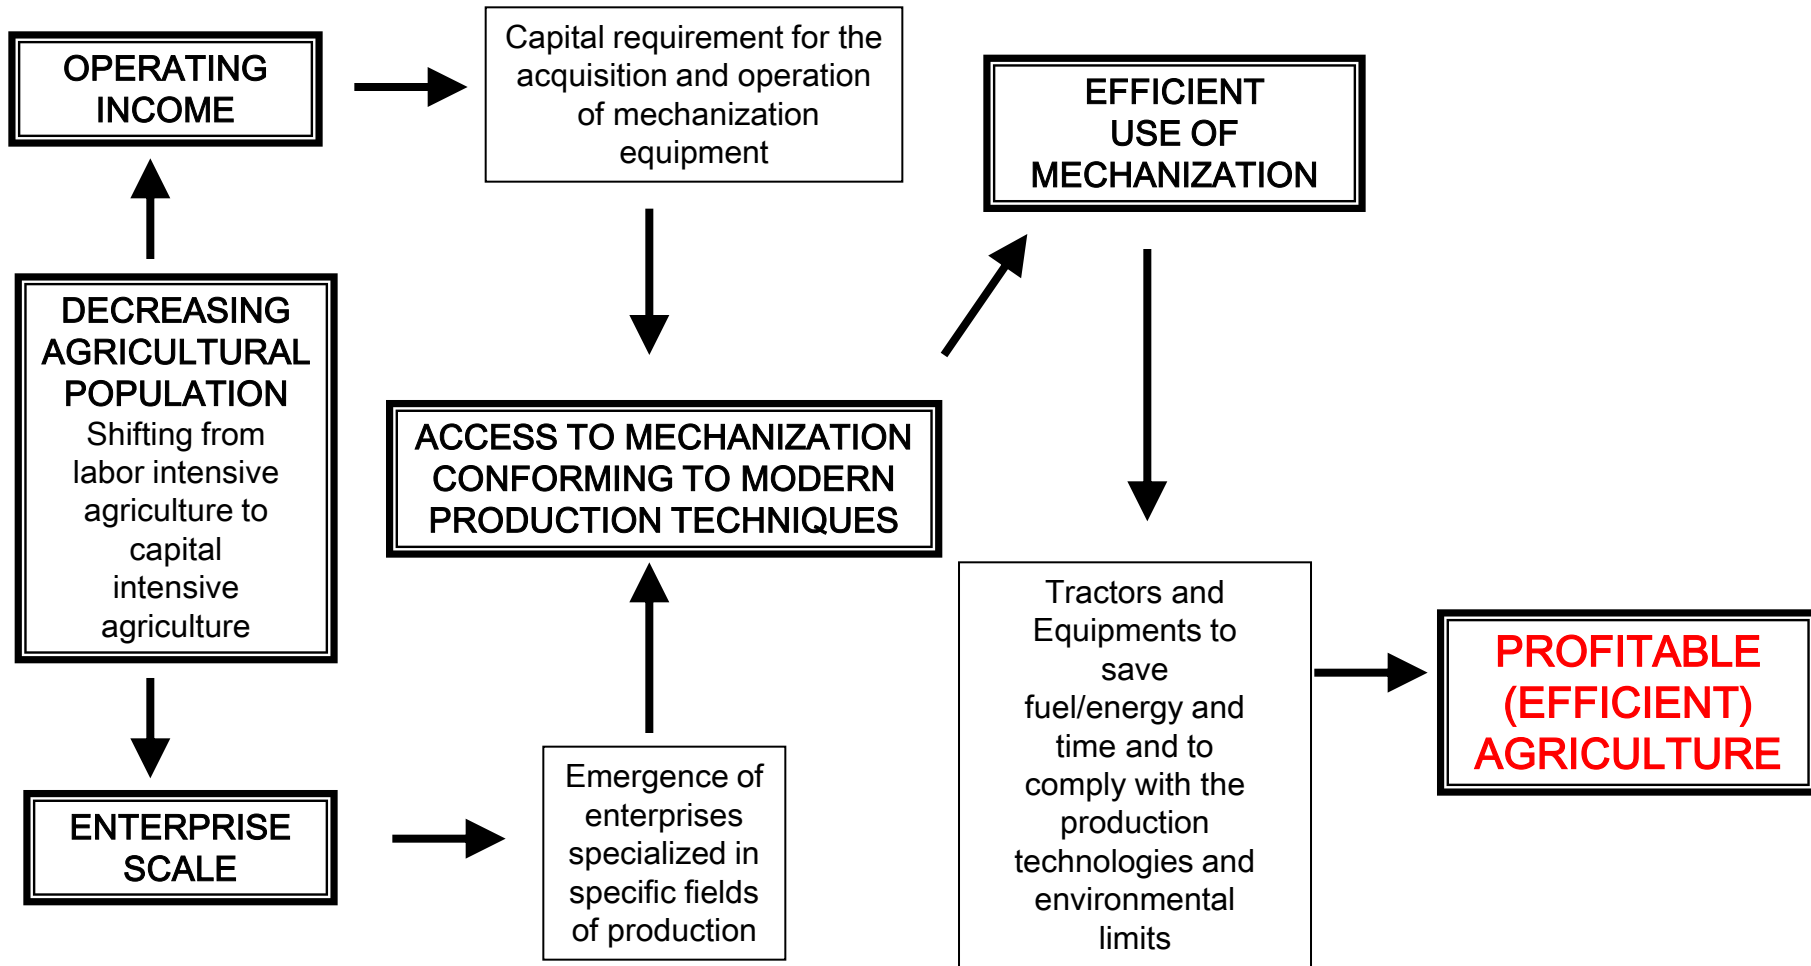 OPERATING
INCOME
Capital requirement for the
acquisition and operation
of mechanization
equipment
EFFICIENT
USE OF
MECHANIZATION
DECREASING
AGRICULTURAL
POPULATION
Shifting from
labor intensive
agriculture to
capital
intensive
agriculture
ACCESS TO MECHANIZATION
CONFORMING TO MODERN
PRODUCTION TECHNIQUES
ENTERPRISE
SCALE
Emergence of
enterprises
specialized in
specific fields
of production
Tractors and
Equipments to
save
fuel/energy and
time and to
comply with the
production
technologies and
environmental
limits
PROFITABLE
(EFFICIENT)
AGRICULTURE